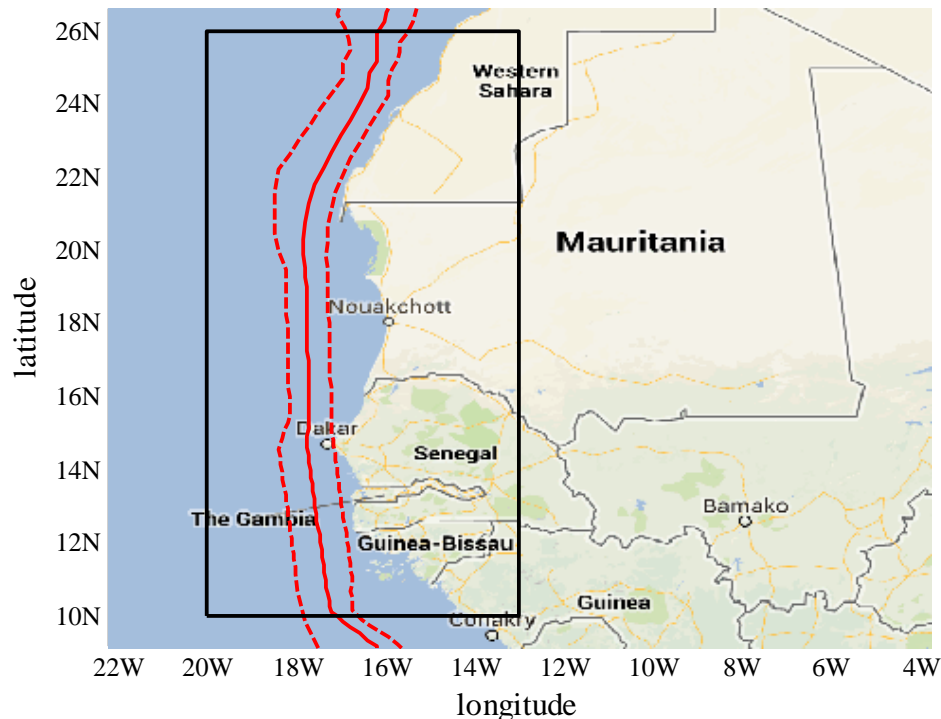 26N
24N
22N
20N
18N
16N
14N
12N
10N
latitude
Western
Sahara
Mauritania
Nouakchott
Dakar
Senegal
The Gambia
Guinea-Bissau
Bamako
Guinea
Conakry
22W 20W 18W 16W 14W 12W 10W 8W 6W 4W
longitude